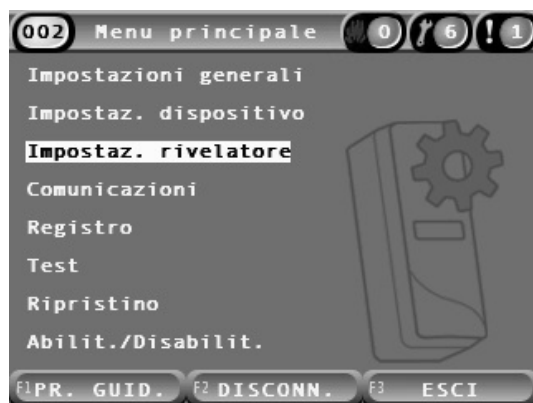 002 Menu principale 0 6 ! 1
Impostazioni generali
Impostaz. dispositivo
Impostaz. rivelatore
Comunicazioni
Registro
Test
Ripristino
Abilit./Disabilit.
F1 PR. GUID. F2 DISCONN. F3 ESCI